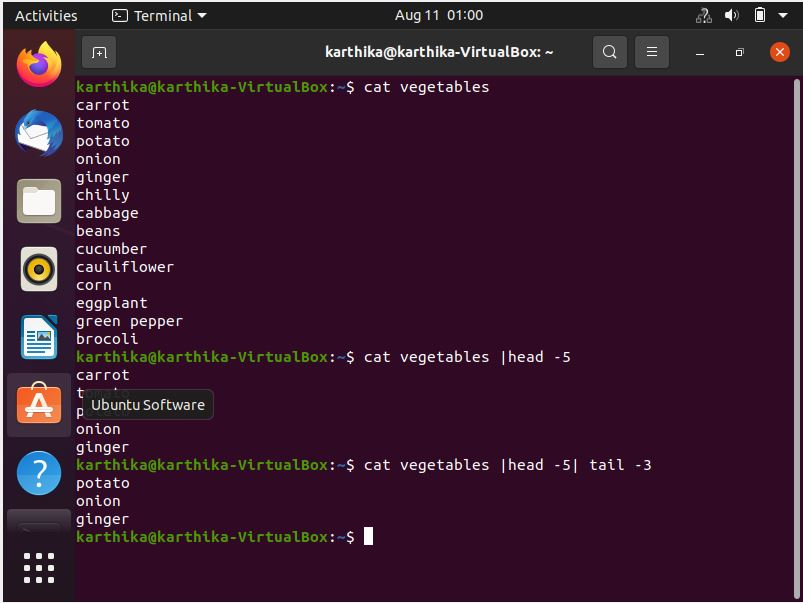 Activities
Terminal
Aug 11 01:00
karthika@karthika-VirtualBox: ~
karthika@karthika-VirtualBox:~$ cat vegetables
carrot
tomato
potato
onion
ginger
chilly
cabbage
beans
cucumber
cauliflower
corn
eggplant
green pepper
brocoli
karthika@karthika-VirtualBox:~$ cat vegetables |head -5
carrot
Ubuntu Software
onion
ginger
karthika@karthika-VirtualBox:~$ cat vegetables |head -5| tail -3
potato
onion
ginger
karthika@karthika-VirtualBox:~$